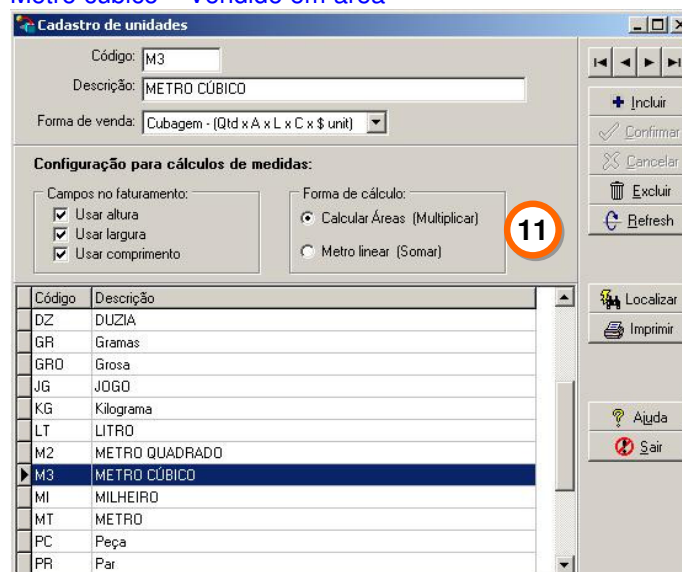 Metro cúbico – Vendido em área
Cadastro de unidades
Código: M3
Descrição: METRO CÚBICO
Forma de venda: Cubagem - (Qtd x A x L x C x $ unit)
Configuração para cálculos de medidas:
Campos no faturamento:
Usar altura
Usar largura
Usar comprimento
Forma de cálculo:
Calcular Áreas (Multiplicar)
Metro linear (Somar)
11
Incluir
Confirmar
Cancelar
Excluir
Refresh
Localizar
Imprimir
Ajuda
Sair
Código Descrição
DZ DUZIA
GR Gramas
GRO Grosa
JG JOGO
KG Kilograma
LT LITRO
M2 METRO QUADRADO
M3 METRO CÚBICO
MI MILHEIRO
MT METRO
PC Peça
PR Par